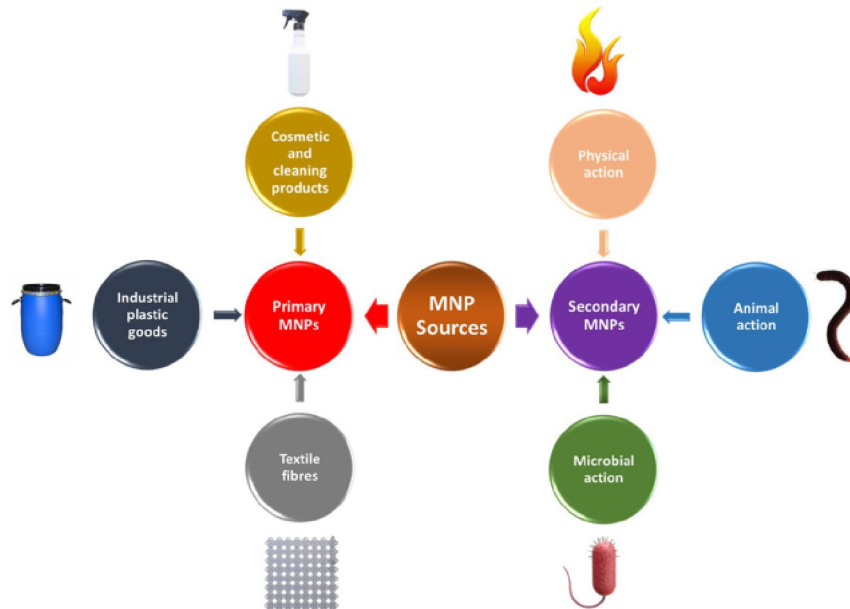 Cosmetic
and
cleaning
products
Physical
action
Industrial
plastic
goods
Primary
MNPs
MNP
Sources
Secondary
MNPs
Animal
action
Textile
fibres
Microbial
action